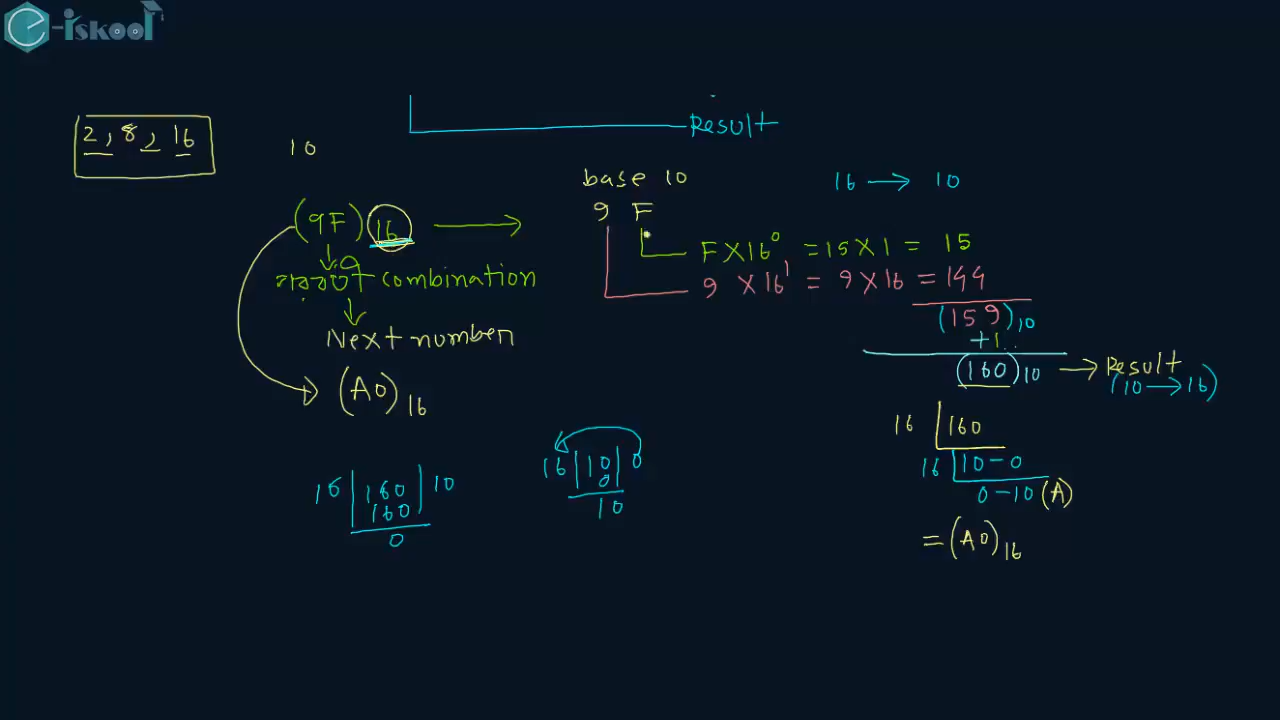 e-iskool
Result
2, 8, 16
10
base 10
16 → 10
9 F
(9F)16 →
F×16⁰ = 15×1 = 15
combination
9 ×16¹ = 9×16 = 144
(159)10
Next number
+1
(160)10 → Result
(10→16)
(A0)16
16 160
16 10-0
0-10(A)
= (A0)16
16 160 10
160
0
16 10 0
0
10